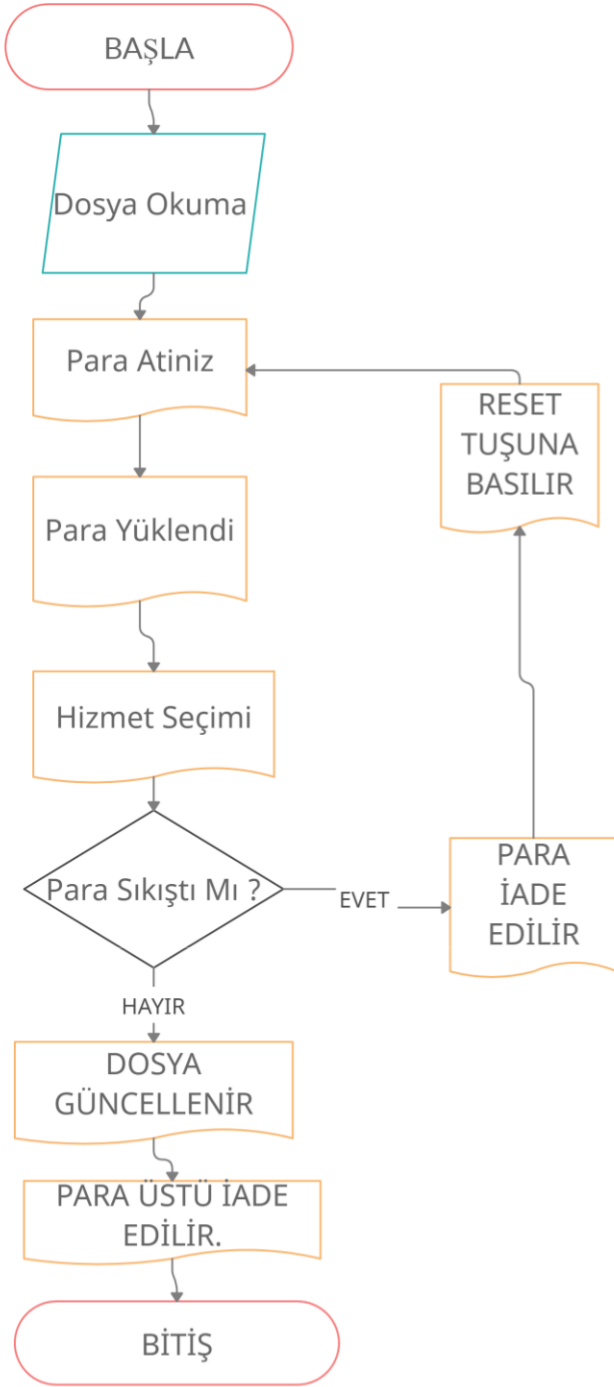 BAŞLA
Dosya Okuma
Para Atiniz
Para Yüklendi
Hizmet Seçimi
Para Sıkıştı Mı ?
EVET
PARA
İADE
EDİLİR
RESET
TUŞUNA
BASILIR
HAYIR
DOSYA
GÜNCELLENİR
PARA ÜSTÜ İADE
EDİLİR.
BİTİŞ